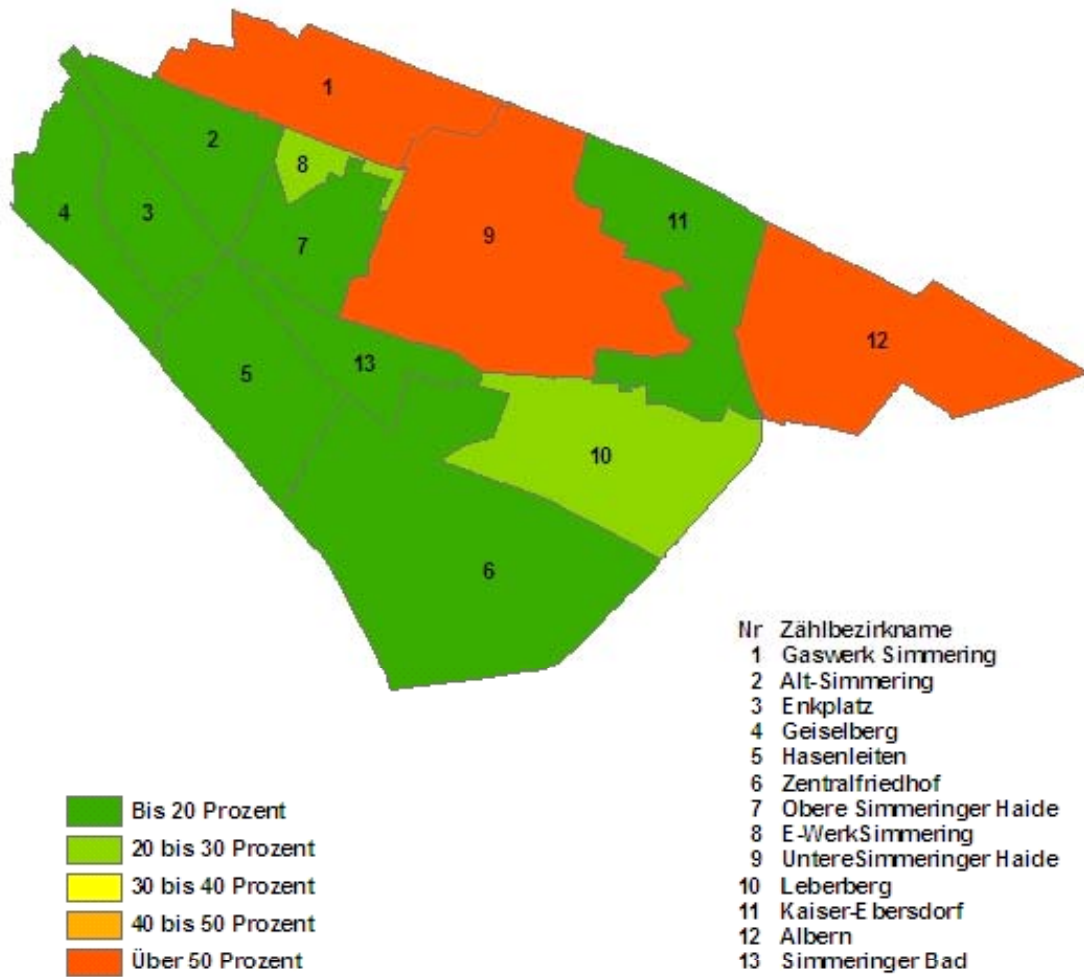 1
2
8
4
3
7
9
11
12
5
13
10
6
Nr Zählbezirkname
1 Gaswerk Simmering
2 Alt-Simmering
3 Enkplatz
4 Geiselberg
5 Hasenleiten
6 Zentralfriedhof
7 Obere Simmeringer Haide
8 E-WerkSimmering
9 UntereSimmeringer Haide
10 Leberberg
11 Kaiser-Ebersdorf
12 Albern
13 Simmeringer Bad
Bis 20 Prozent
20 bis 30 Prozent
30 bis 40 Prozent
40 bis 50 Prozent
Über 50 Prozent